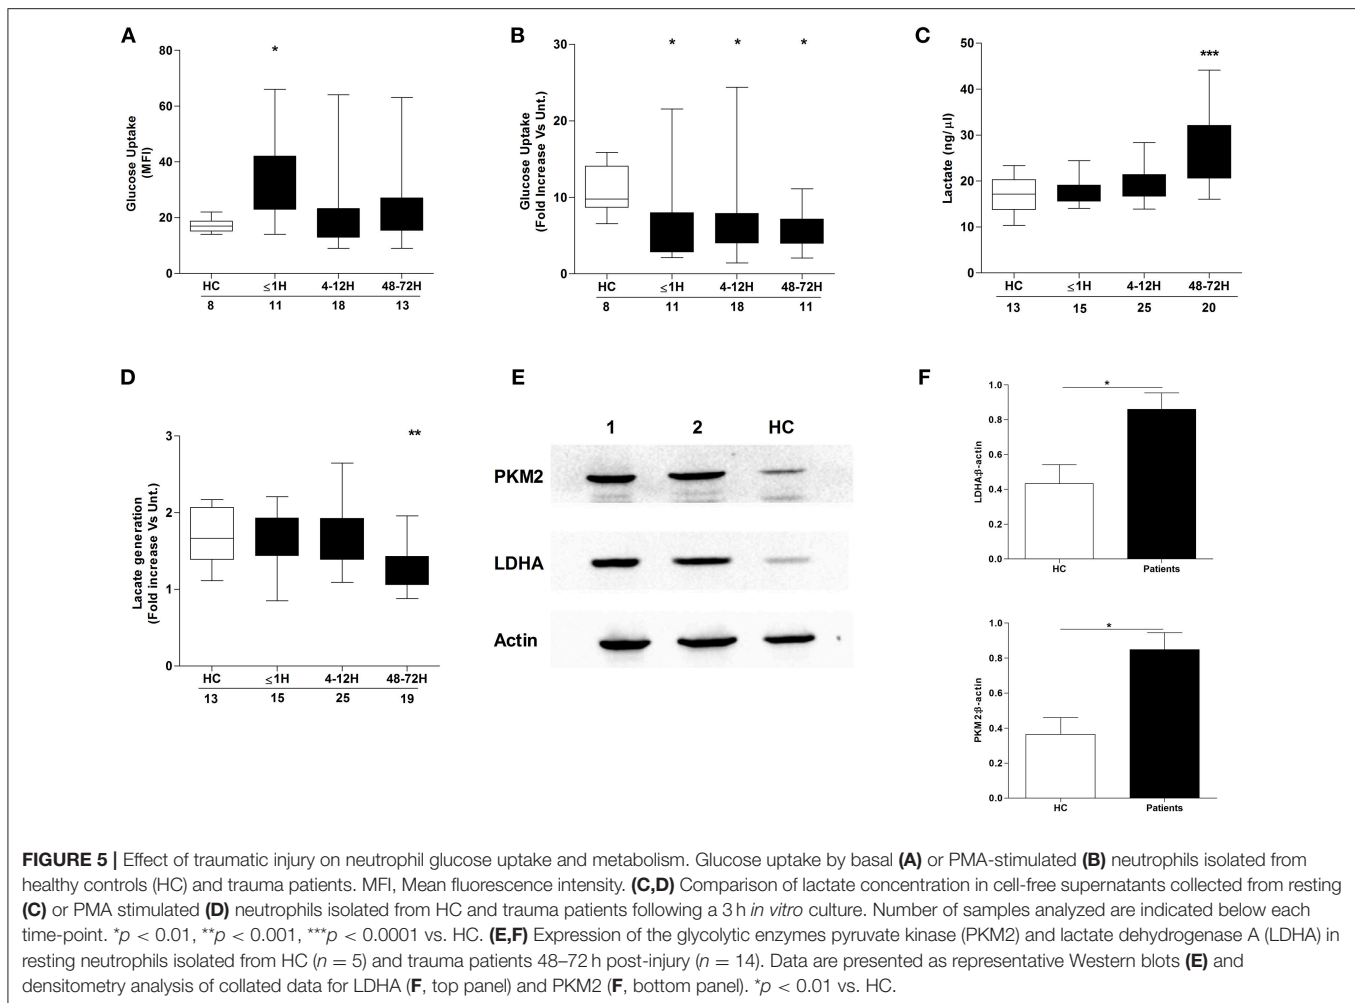 A
80
60
40
20
0
Glucose Uptake
(MFI)
*
HC ≤1H 4-12H 48-72H
8 11 18 13
B
30
20
10
0
Glucose Uptake
(Fold Increase Vs Unt.)
* * *
HC ≤1H 4-12H 48-72H
8 11 18 11
C
50
40
30
20
10
0
Lactate (ng/µl)
***
HC ≤1H 4-12H 48-72H
13 15 25 20
D
3
2
1
0
Lacate generation
(Fold increase Vs Unt.)
**
HC ≤1H 4-12H 48-72H
13 15 25 19
E
1 2 HC
PKM2
LDHA
Actin
F
1.0
0.8
0.6
0.4
0.2
0.0
LDHA:β-actin
*
HC Patients
1.0
0.8
0.6
0.4
0.2
0.0
PKM2:β-actin
*
HC Patients
FIGURE 5 | Effect of traumatic injury on neutrophil glucose uptake and metabolism. Glucose uptake by basal (A) or PMA-stimulated (B) neutrophils isolated from
healthy controls (HC) and trauma patients. MFI, Mean fluorescence intensity. (C,D) Comparison of lactate concentration in cell-free supernatants collected from resting
(C) or PMA stimulated (D) neutrophils isolated from HC and trauma patients following a 3 h in vitro culture. Number of samples analyzed are indicated below each
time-point. *p < 0.01, **p < 0.001, ***p < 0.0001 vs. HC. (E,F) Expression of the glycolytic enzymes pyruvate kinase (PKM2) and lactate dehydrogenase A (LDHA) in
resting neutrophils isolated from HC (n = 5) and trauma patients 48–72 h post-injury (n = 14). Data are presented as representative Western blots (E) and
densitometry analysis of collated data for LDHA (F, top panel) and PKM2 (F, bottom panel). *p < 0.01 vs. HC.